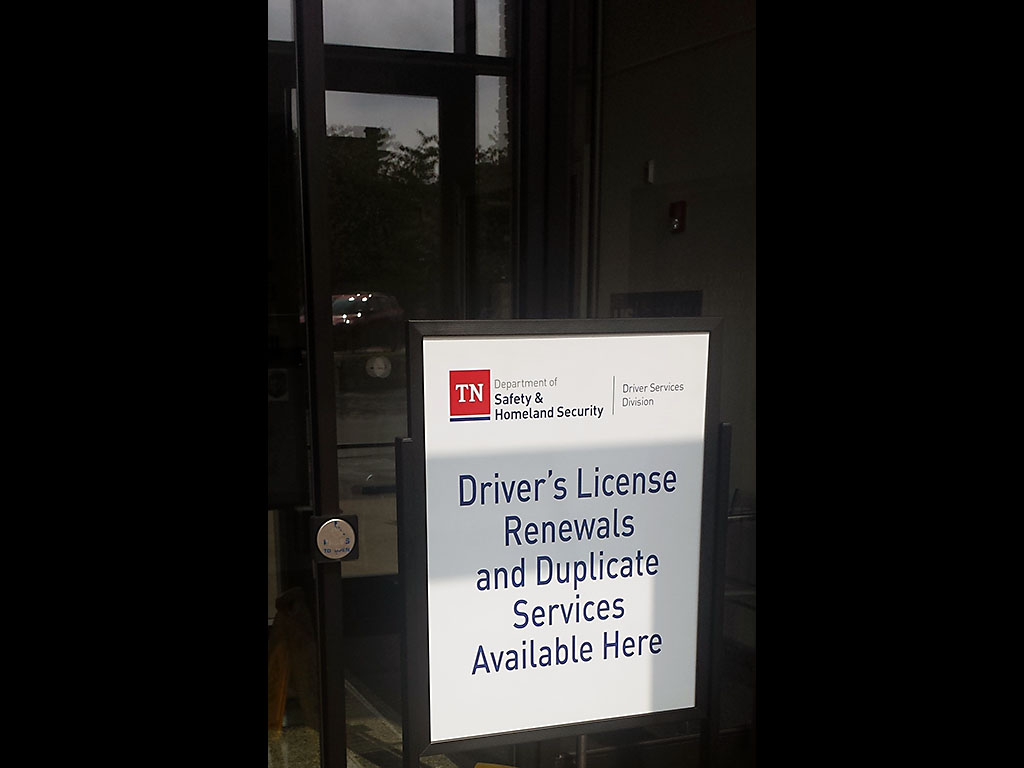 TN
Department of
Safety &
Homeland Security
Driver Services
Division
Driver's License
Renewals
and Duplicate
Services
Available Here